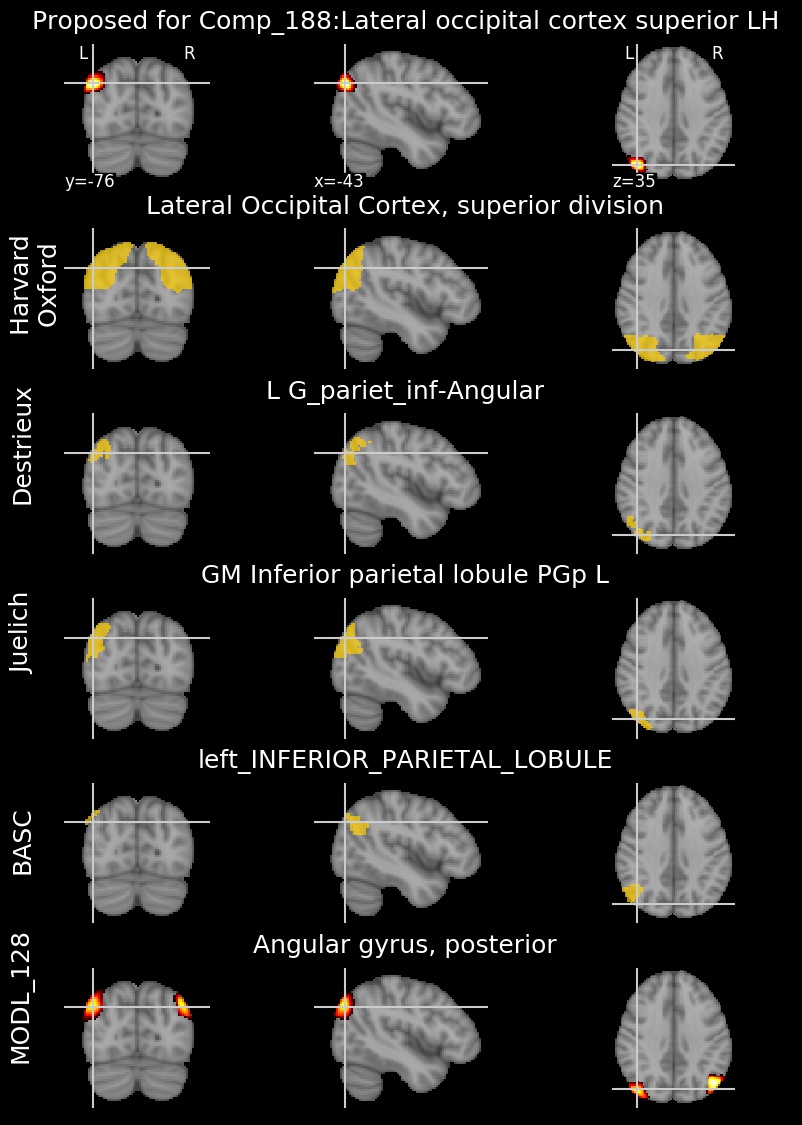 Proposed for Comp_188:Lateral occipital cortex superior LH
L R
L R
y=-76 x=-43 z=35
Lateral Occipital Cortex, superior division
Harvard
Oxford
L G_pariet_inf-Angular
Destrieux
GM Inferior parietal lobule PGp L
Juelich
left_INFERIOR_PARIETAL_LOBULE
BASC
Angular gyrus, posterior
MODL_128